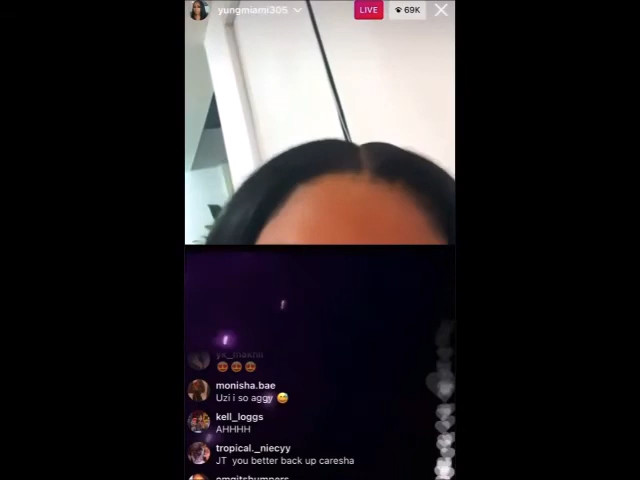 yungmiami305
LIVE
69K
monisha.bae
Uzi i so aggy 😅
kell_loggs
AHHHH
tropical._niecyy
JT you better back up caresha